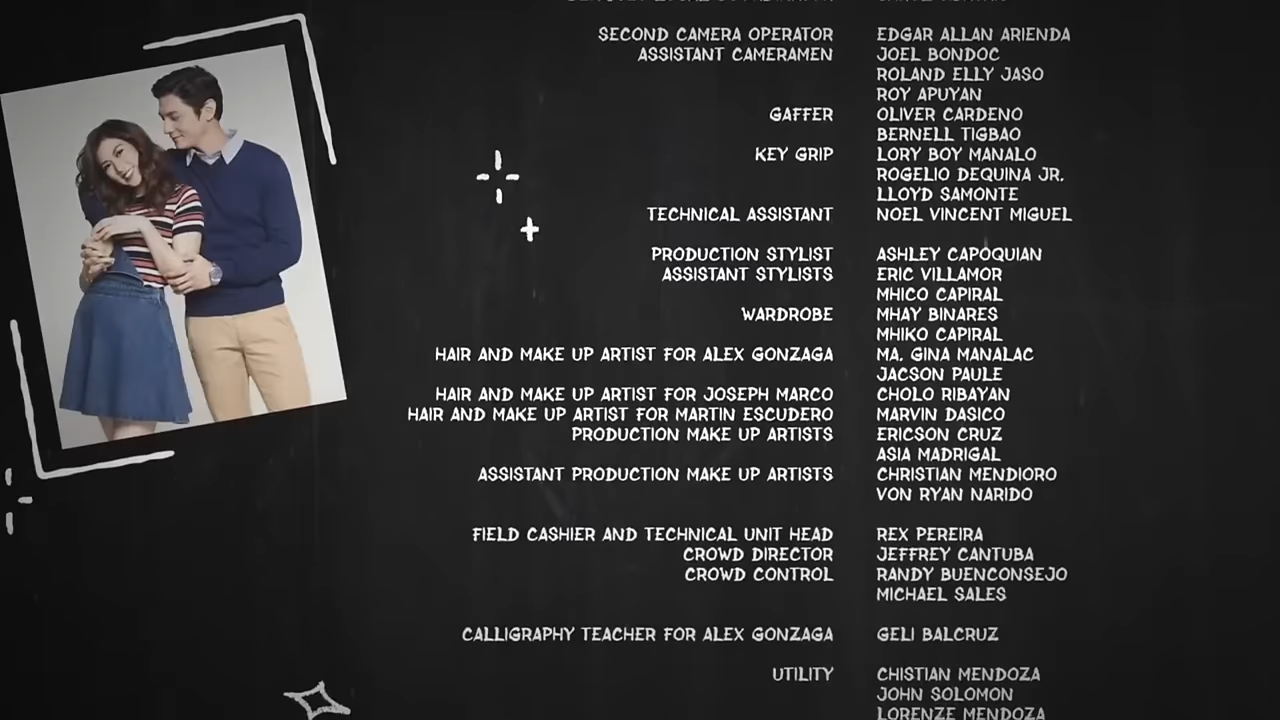 SECOND CAMERA OPERATOR EDGAR ALLAN ARIENDA
ASSISTANT CAMERAMEN JOEL BONDOC
ROLAND ELLY JASO
ROY APUYAN
GAFFER OLIVER CARDENO
BERNELL TIGBAO
KEY GRIP LORY BOY MANALO
ROGELIO DEQUINA JR.
LLOYD SAMONTE
TECHNICAL ASSISTANT NOEL VINCENT MIGUEL
PRODUCTION STYLIST ASHLEY CAPOQUIAN
ASSISTANT STYLISTS ERIC VILLAMOR
MHICO CAPIRAL
WARDROBE MHAY BINARES
MHIKO CAPIRAL
HAIR AND MAKE UP ARTIST FOR ALEX GONZAGA MA. GINA MANALAC
JACSON PAULE
HAIR AND MAKE UP ARTIST FOR JOSEPH MARCO CHOLO RIBAYAN
HAIR AND MAKE UP ARTIST FOR MARTIN ESCUDERO MARVIN DASICO
PRODUCTION MAKE UP ARTISTS ERICSON CRUZ
ASIA MADRIGAL
ASSISTANT PRODUCTION MAKE UP ARTISTS CHRISTIAN MENDIORO
VON RYAN NARIDO
FIELD CASHIER AND TECHNICAL UNIT HEAD REX PEREIRA
CROWD DIRECTOR JEFFREY CANTUBA
CROWD CONTROL RANDY BUENCONSEJO
MICHAEL SALES
CALLIGRAPHY TEACHER FOR ALEX GONZAGA GELI BALCRUZ
UTILITY CHISTIAN MENDOZA
JOHN SOLOMON
LORENZE MENDOZA